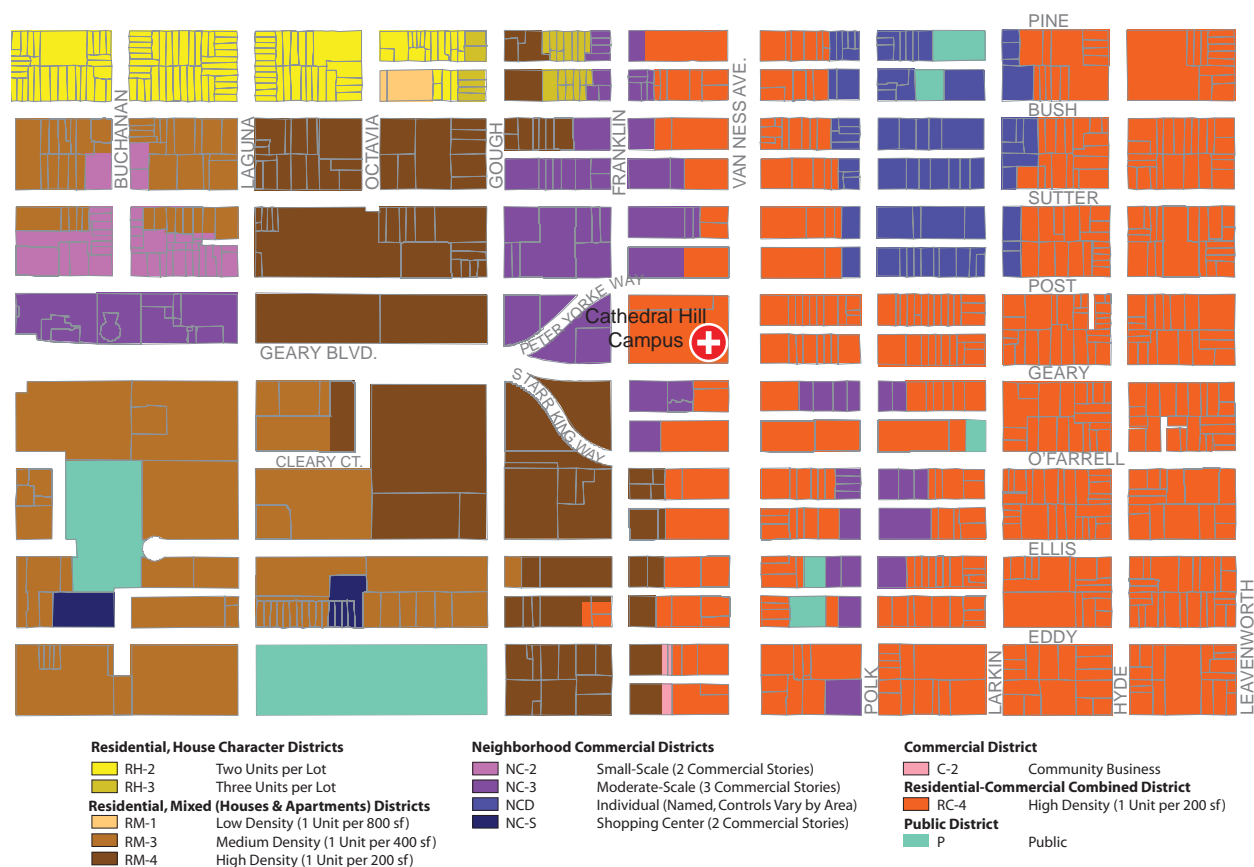 PINE
BUSH
SUTTER
POST
GEARY
O'FARRELL
ELLIS
EDDY
BUCHANAN
LAGUNA
OCTAVIA
GOUGH
FRANKLIN
VAN NESS AVE.
PETER YORKE WAY
Cathedral Hill
Campus
GEARY BLVD.
STARR KING WAY
CLEARY CT.
POLK
LARKIN
HYDE
LEAVENWORTH
Residential, House Character Districts
RH-2 Two Units per Lot
RH-3 Three Units per Lot
Residential, Mixed (Houses & Apartments) Districts
RM-1 Low Density (1 Unit per 800 sf)
RM-3 Medium Density (1 Unit per 400 sf)
RM-4 High Density (1 Unit per 200 sf)
Neighborhood Commercial Districts
NC-2 Small-Scale (2 Commercial Stories)
NC-3 Moderate-Scale (3 Commercial Stories)
NCD Individual (Named, Controls Vary by Area)
NC-S Shopping Center (2 Commercial Stories)
Commercial District
C-2 Community Business
Residential-Commercial Combined District
RC-4 High Density (1 Unit per 200 sf)
Public District
P Public